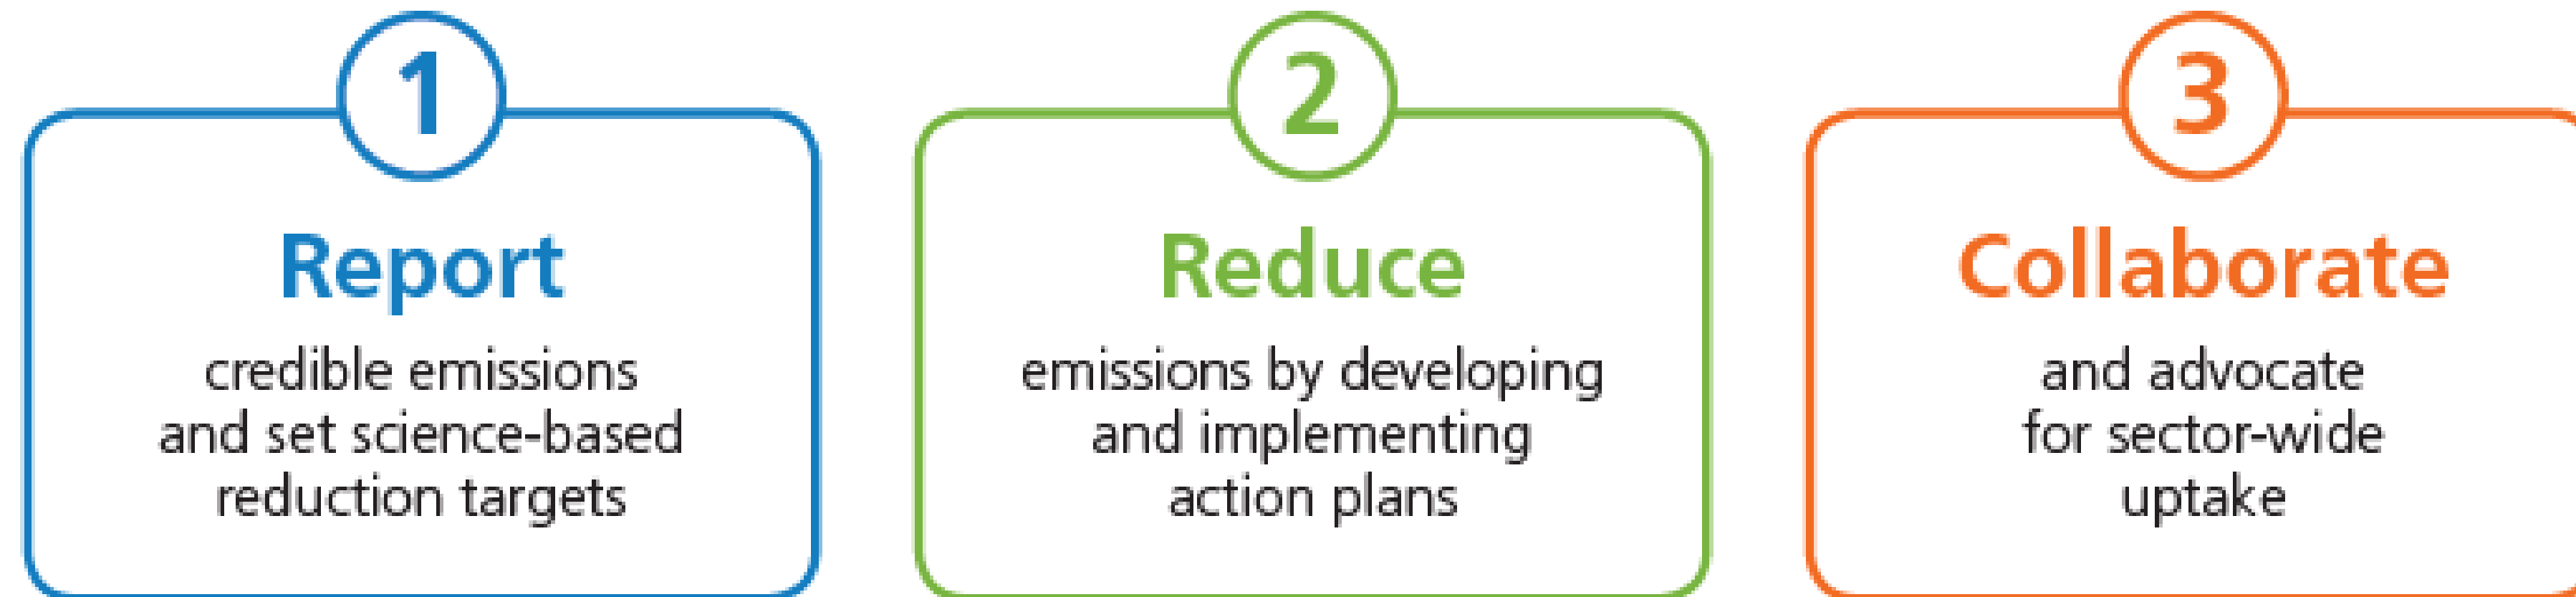 1
Report
credible emissions
and set science-based
reduction targets
2
Reduce
emissions by developing
and implementing
action plans
3
Collaborate
and advocate
for sector-wide
uptake